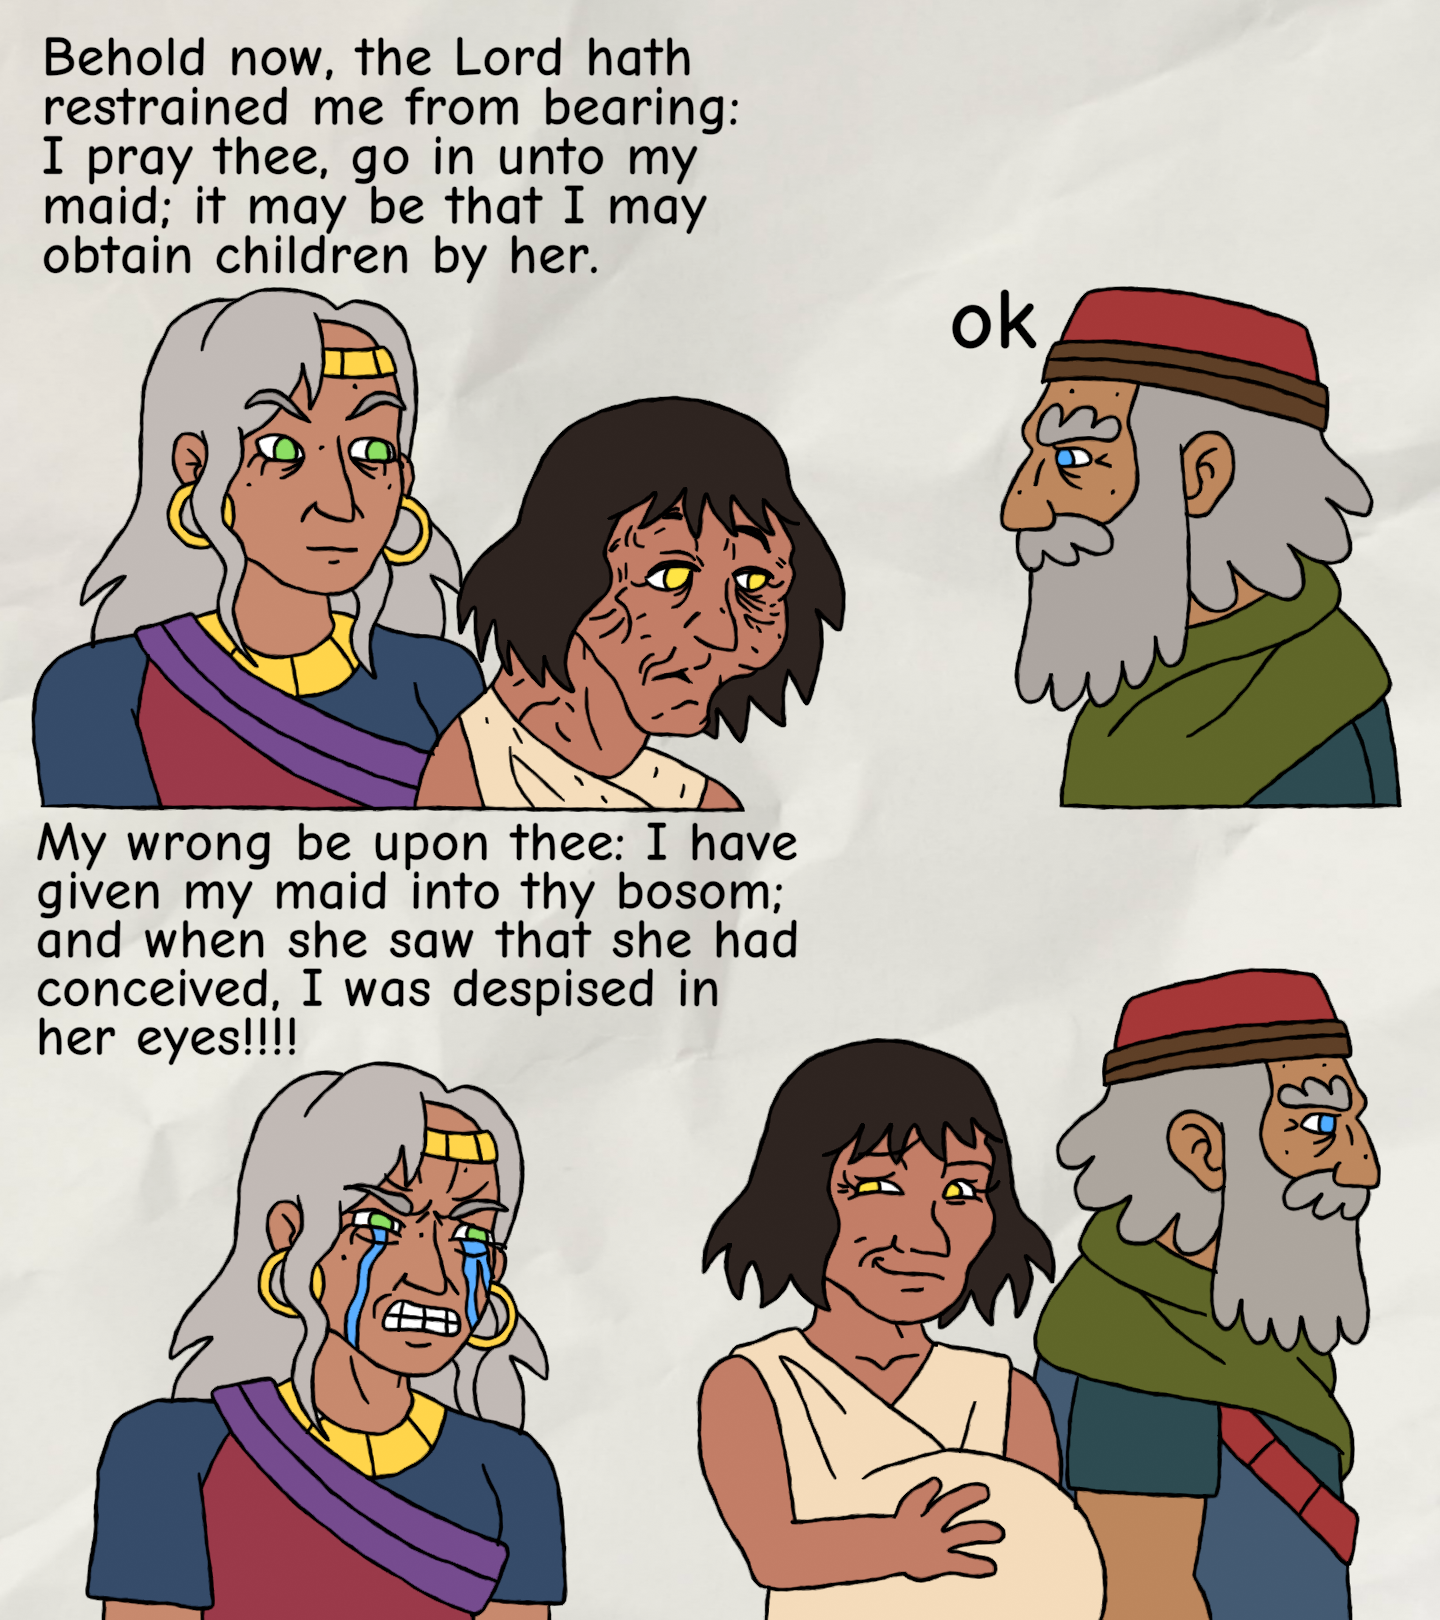 Behold now, the Lord hath
restrained me from bearing:
I pray thee, go in unto my
maid; it may be that I may
obtain children by her.
ok
My wrong be upon thee: I have
given my maid into thy bosom;
and when she saw that she had
conceived, I was despised in
her eyes!!!!